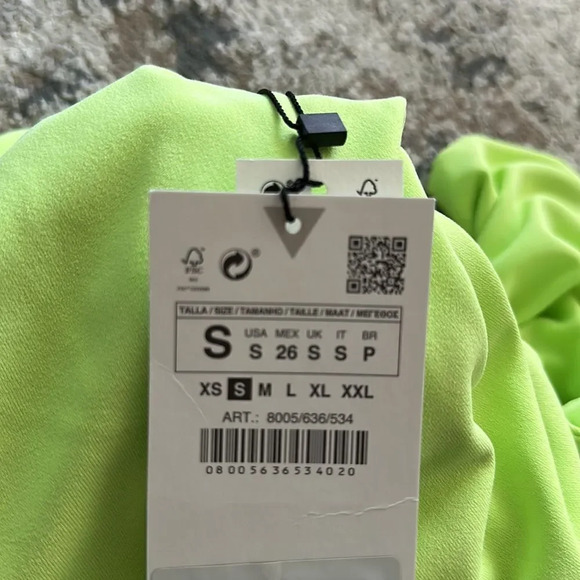 FSC
TALLA / SIZE / TAMANHO / TAILLE / MAAT / ΜΕΓΕΘΟΣ
S USA MEX UK IT BR
S 26 S S P
XS S M L XL XXL
ART.: 8005/636/534
08005636534020